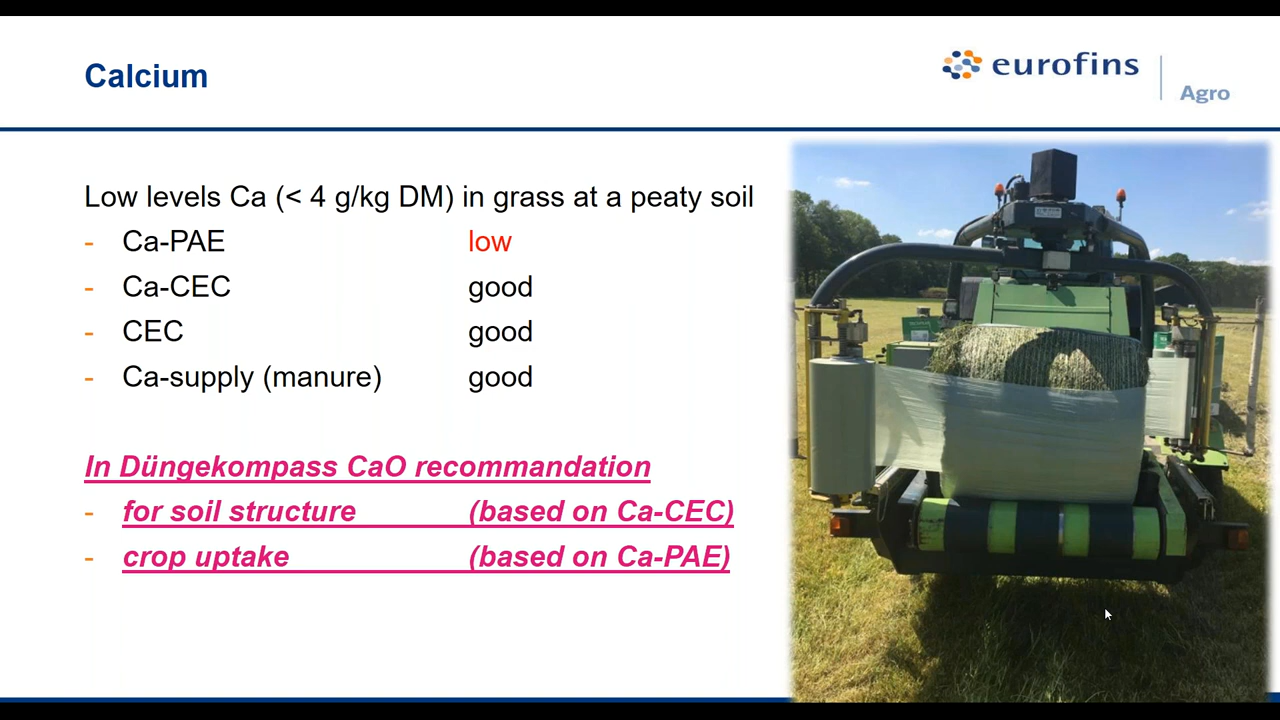 Calcium
eurofins
Agro
Low levels Ca (< 4 g/kg DM) in grass at a peaty soil
- Ca-PAE low
- Ca-CEC good
- CEC good
- Ca-supply (manure) good
In Düngekompass CaO recommandation
- for soil structure (based on Ca-CEC)
- crop uptake (based on Ca-PAE)